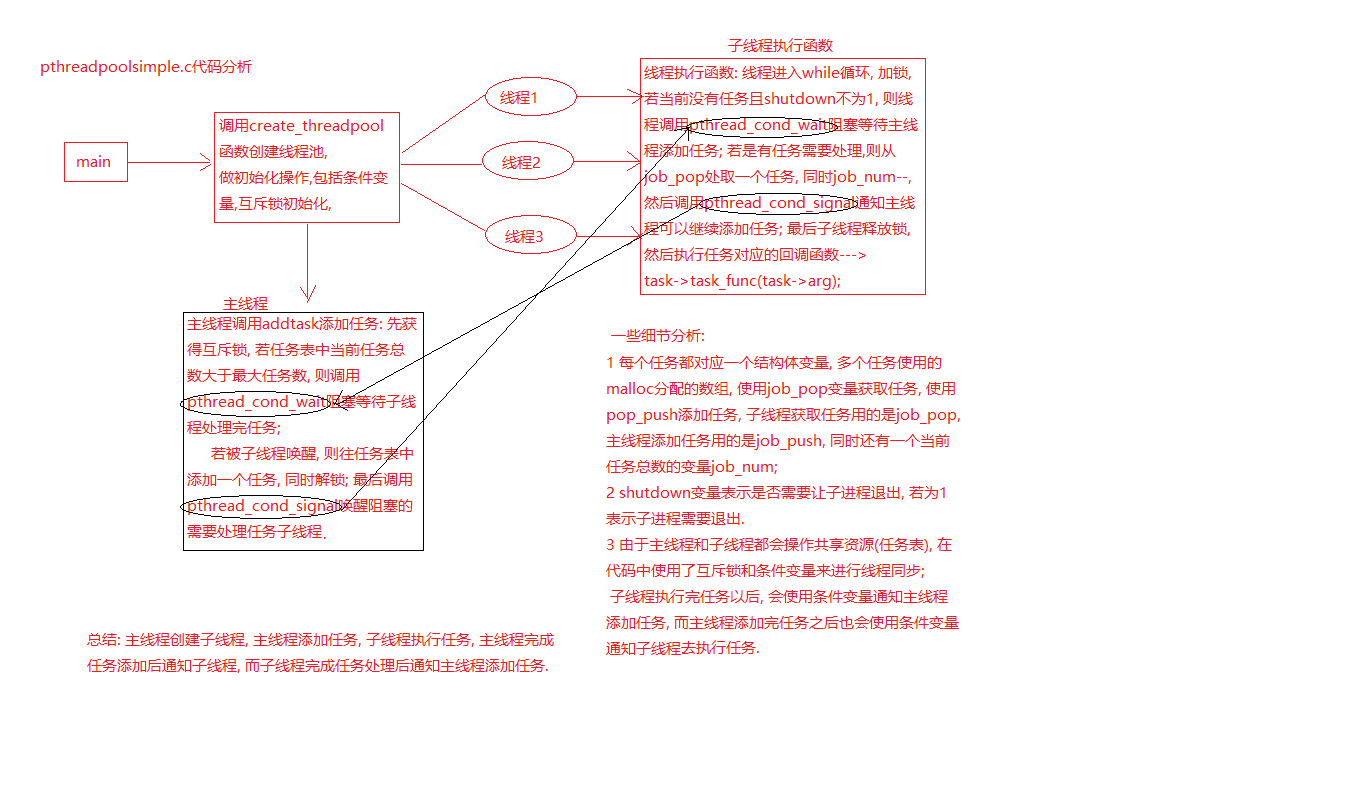 pthreadpoolsimple.c代码分析
main
调用create_threadpool
函数创建线程池,
做初始化操作,包括条件变
量,互斥锁初始化,
线程1
线程2
线程3
子线程执行函数
线程执行函数: 线程进入while循环, 加锁,
若当前没有任务且shutdown不为1, 则线
程调用pthread_cond_wait阻塞等待主线
程添加任务; 若是有任务需要处理,则从
job_pop处取一个任务, 同时job_num--,
然后调用pthread_cond_signal通知主线
程可以继续添加任务; 最后子线程释放锁,
然后执行任务对应的回调函数--->
task->task_func(task->arg);
主线程
主线程调用addtask添加任务: 先获
得互斥锁, 若任务表中当前任务总
数大于最大任务数, 则调用
pthread_cond_wait阻塞等待子线
程处理完任务;
若被子线程唤醒, 则往任务表中
添加一个任务, 同时解锁; 最后调用
pthread_cond_signal唤醒阻塞的
需要处理任务子线程.
一些细节分析:
1 每个任务都对应一个结构体变量, 多个任务使用的
malloc分配的数组, 使用job_pop变量获取任务, 使用
pop_push添加任务, 子线程获取任务用的是job_pop,
主线程添加任务用的是job_push, 同时还有一个当前
任务总数的变量job_num;
2 shutdown变量表示是否需要让子进程退出, 若为1
表示子进程需要退出.
3 由于主线程和子线程都会操作共享资源(任务表), 在
代码中使用了互斥锁和条件变量来进行线程同步;
子线程执行完任务以后, 会使用条件变量通知主线程
添加任务, 而主线程添加完任务之后也会使用条件变量
通知子线程去执行任务.
总结: 主线程创建子线程, 主线程添加任务, 子线程执行任务, 主线程完成
任务添加后通知子线程, 而子线程完成任务处理后通知主线程添加任务.